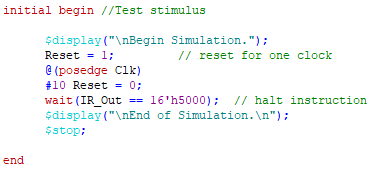 initial begin //Test stimulus
$display("\nBegin Simulation.");
Reset = 1; // reset for one clock
@(posedge Clk)
#10 Reset = 0;
wait(IR_Out == 16'h5000); // halt instruction
$display("\nEnd of Simulation.\n");
$stop;
end